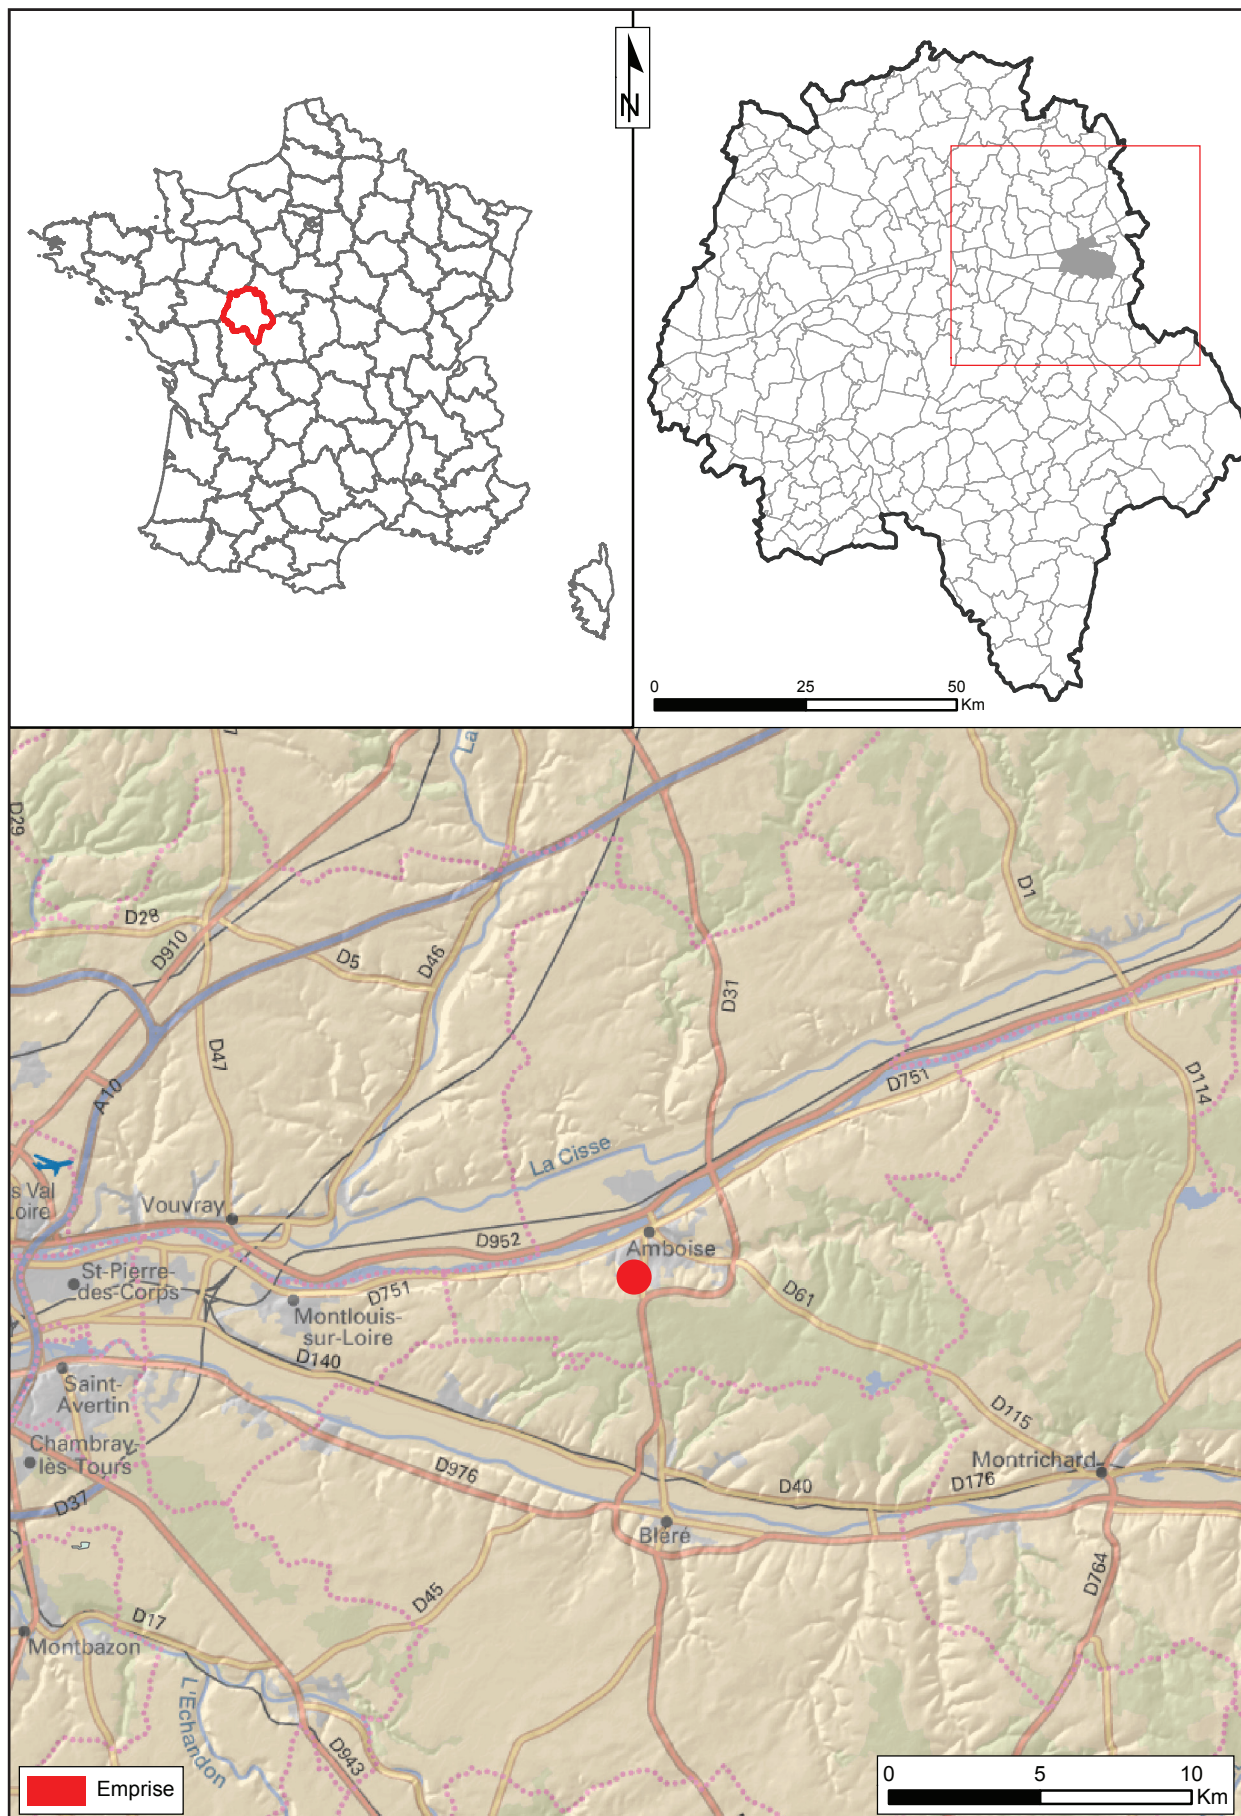 N
0 25 50
Km
La
D29
D1
D28
D910
D5
D46
D31
D47
A10
D751
D114
La Cisse
s Val
Loire
Vouvray
D952
Amboise
St-Pierre-
des-Corps
D751
D61
Montlouis-
sur-Loire
D140
Saint-
Avertin
D115
Chambray-
lès-Tours
D976
Montrichard
D176
D40
D37
Bléré
D764
D45
D17
Montbazon
L'Echandon
D943
Emprise
0 5 10
Km